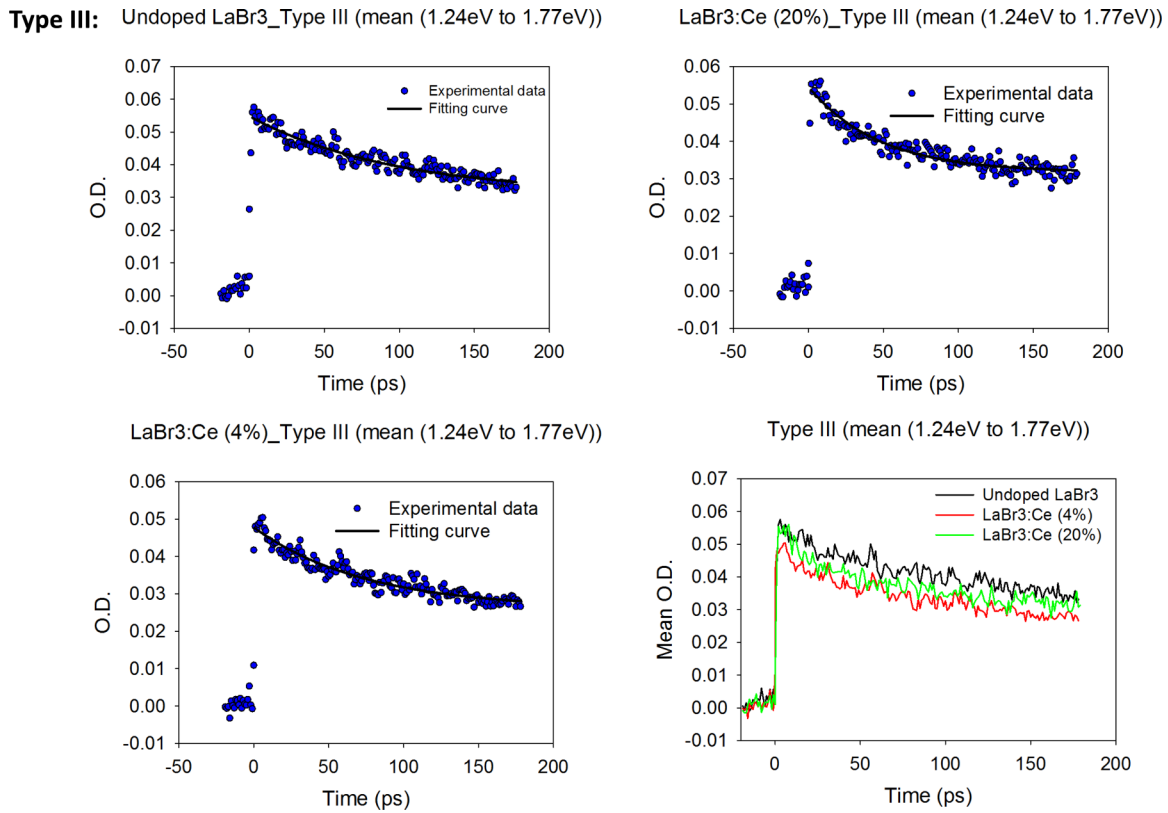 Type III:
Undoped LaBr3_Type III (mean (1.24eV to 1.77eV))
0.07
0.06
0.05
0.04
0.03
0.02
0.01
0.00
-0.01
O.D.
Experimental data
Fitting curve
-50 0 50 100 150 200
Time (ps)
LaBr3:Ce (20%)_Type III (mean (1.24eV to 1.77eV))
0.06
0.05
0.04
0.03
0.02
0.01
0.00
-0.01
O.D.
Experimental data
Fitting curve
-50 0 50 100 150 200
Time (ps)
LaBr3:Ce (4%)_Type III (mean (1.24eV to 1.77eV))
0.06
0.05
0.04
0.03
0.02
0.01
0.00
-0.01
O.D.
Experimental data
Fitting curve
-50 0 50 100 150 200
Time (ps)
Type III (mean (1.24eV to 1.77eV))
0.07
0.06
0.05
0.04
0.03
0.02
0.01
0.00
-0.01
Mean O.D.
Undoped LaBr3
LaBr3:Ce (4%)
LaBr3:Ce (20%)
0 50 100 150 200
Time (ps)